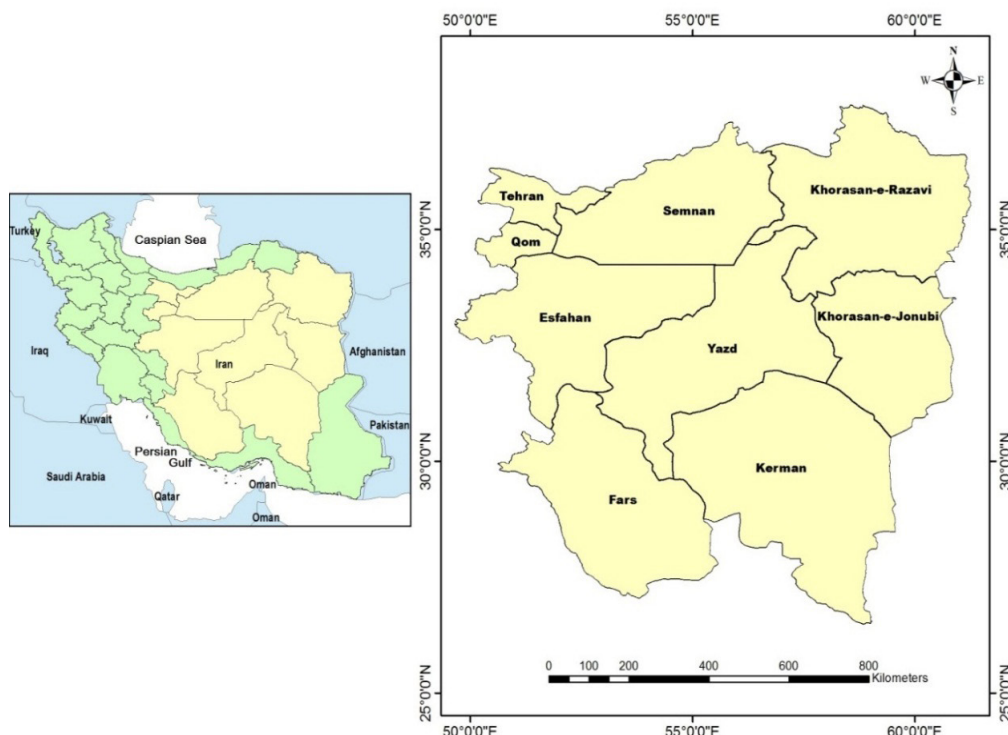 Turkey
Caspian Sea
Iraq
Iran
Afghanistan
Kuwait
Pakistan
Persian
Gulf
Saudi Arabia
Oman
Qatar
Oman
50°0'0"E
55°0'0"E
60°0'0"E
N
W
E
S
35°0'0"N
35°0'0"N
30°0'0"N
30°0'0"N
25°0'0"N
25°0'0"N
Tehran
Semnan
Khorasan-e-Razavi
Qom
Esfahan
Khorasan-e-Jonubi
Yazd
Kerman
Fars
0 100 200 400 600 800
Kilometers
50°0'0"E
55°0'0"E
60°0'0"E